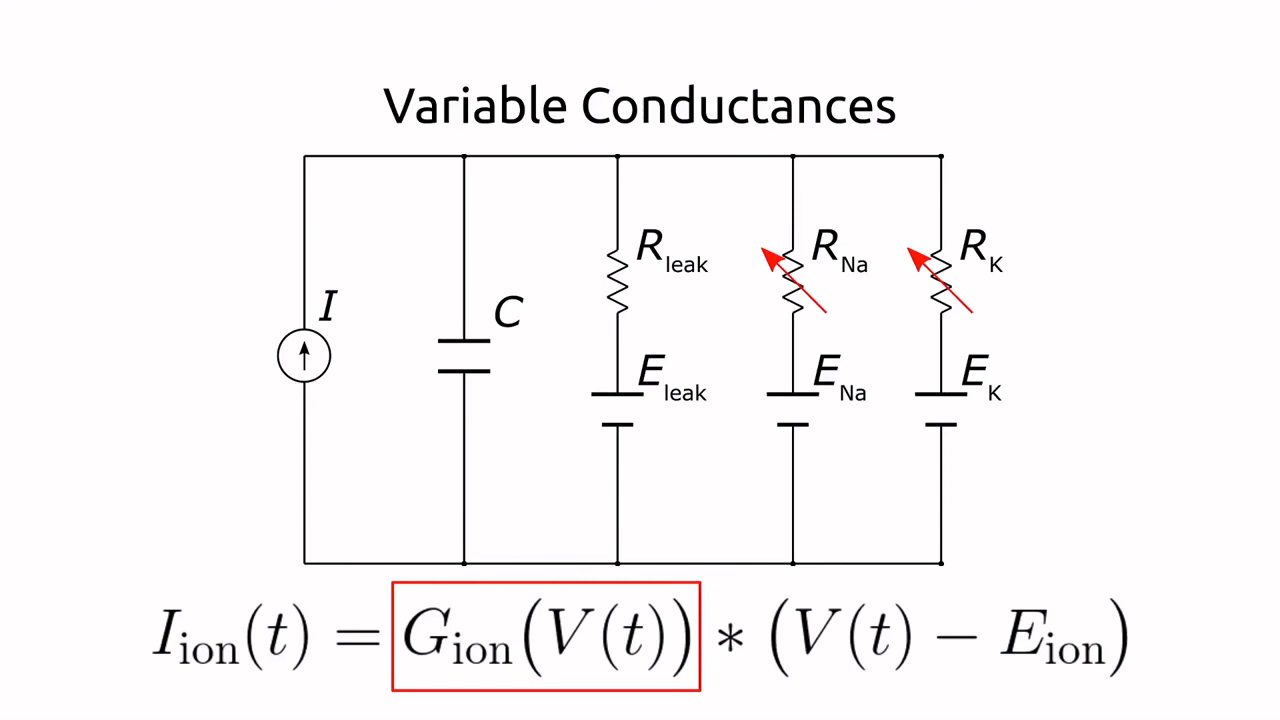 Variable Conductances
I
C
R_leak
R_Na
R_K
E_leak
E_Na
E_K
I_ion(t) = G_ion(V(t)) * (V(t) − E_ion)